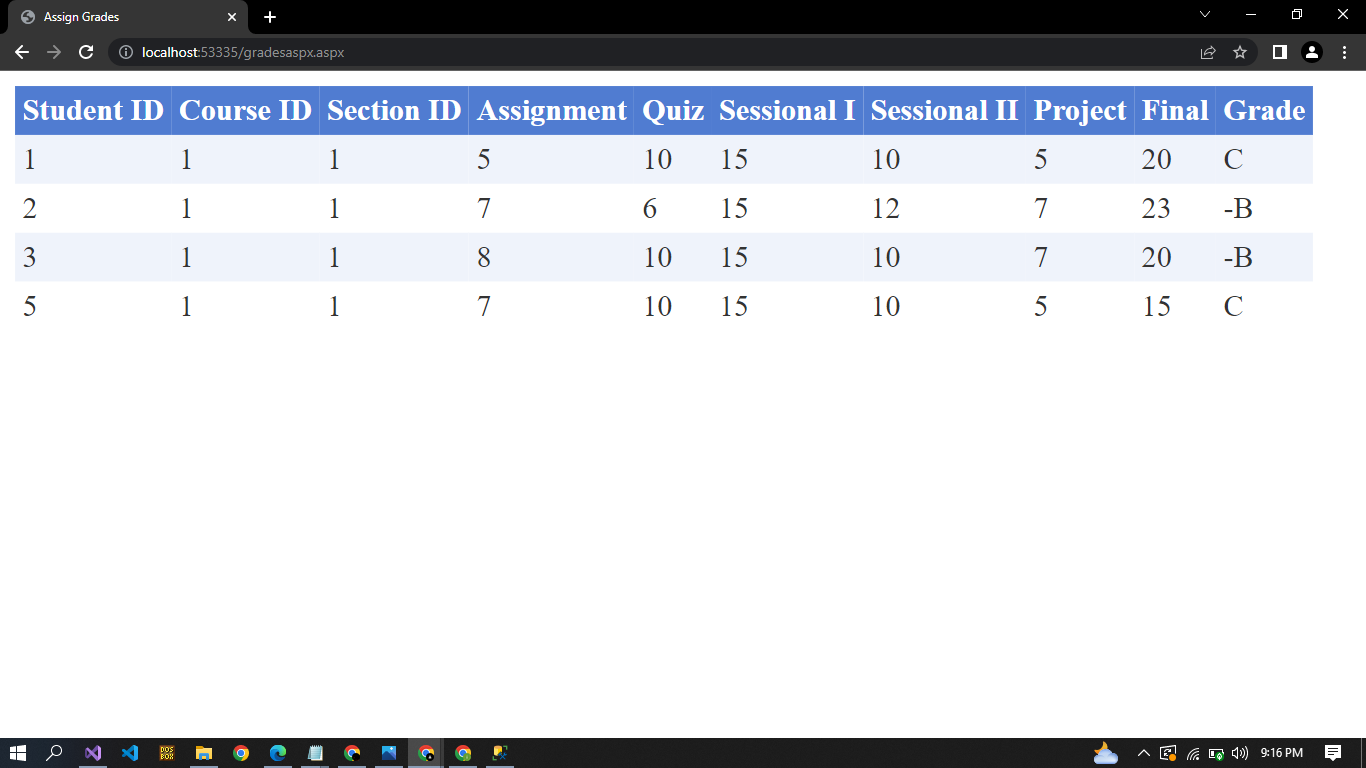 Assign Grades
localhost:53335/gradesaspx.aspx
Student ID Course ID Section ID Assignment Quiz Sessional I Sessional II Project Final Grade
1 1 1 5 10 15 10 5 20 C
2 1 1 7 6 15 12 7 23 -B
3 1 1 8 10 15 10 7 20 -B
5 1 1 7 10 15 10 5 15 C
DOS
BOX
9:16 PM